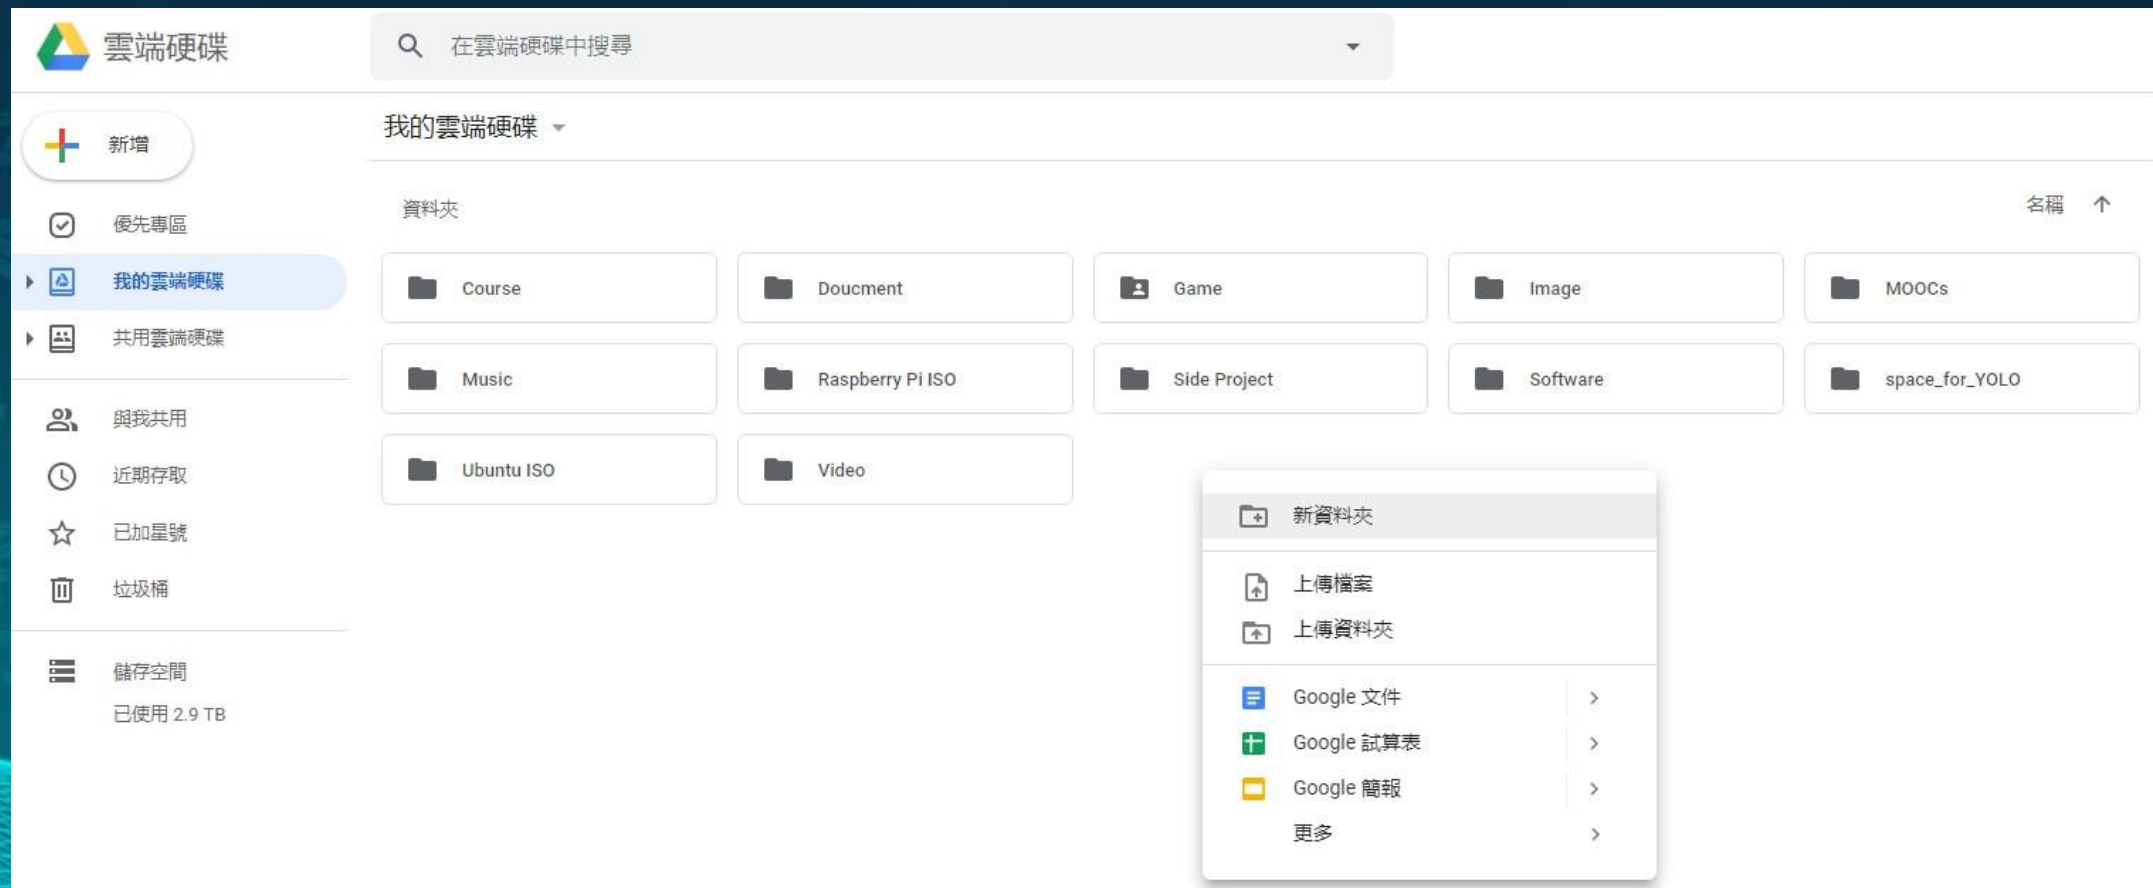 雲端硬碟
在雲端硬碟中搜尋
新增
我的雲端硬碟
優先專區
我的雲端硬碟
共用雲端硬碟
與我共用
近期存取
已加星號
垃圾桶
儲存空間
已使用 2.9 TB
資料夾
名稱
Course
Doucment
Game
Image
MOOCs
Music
Raspberry Pi ISO
Side Project
Software
space_for_YOLO
Ubuntu ISO
Video
新資料夾
上傳檔案
上傳資料夾
Google 文件
Google 試算表
Google 簡報
更多